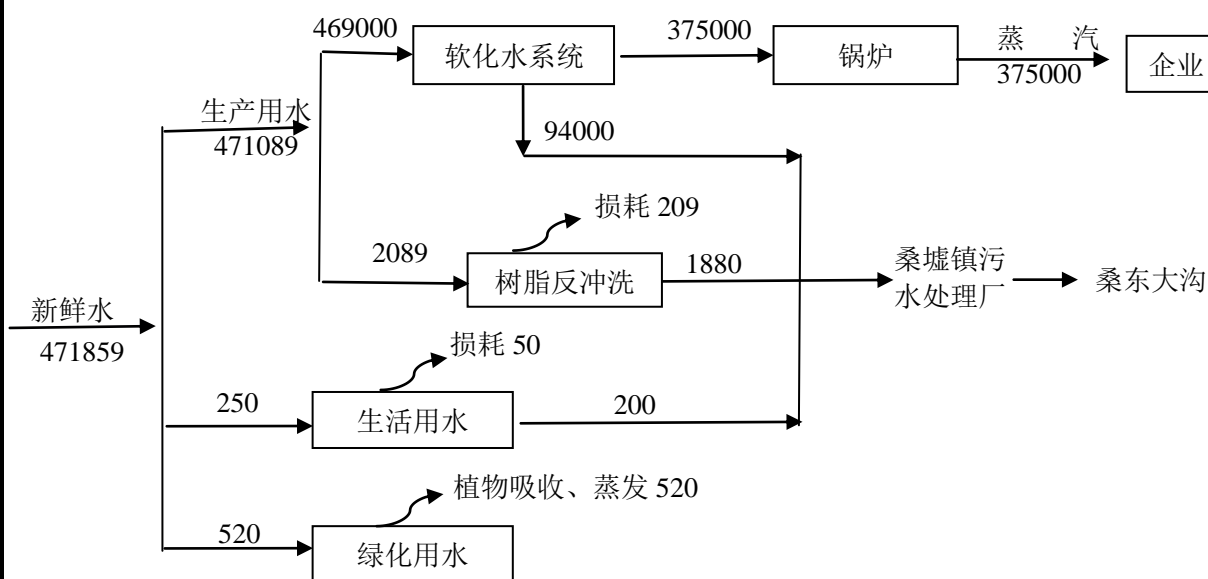 469000
软化水系统
375000
锅炉
蒸 汽
375000
企业
生产用水
471089
94000
损耗 209
2089
树脂反冲洗
1880
桑墟镇污
水处理厂
桑东大沟
新鲜水
471859
损耗 50
250
生活用水
200
植物吸收、蒸发 520
520
绿化用水